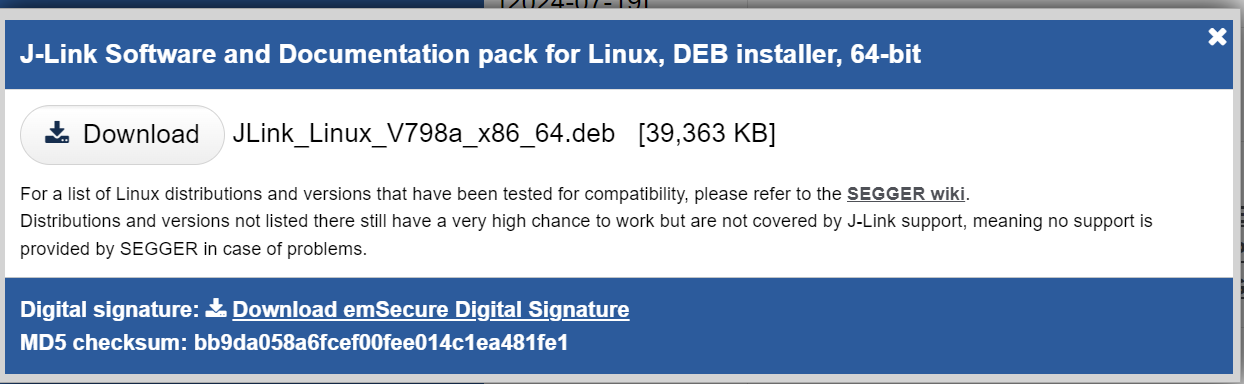 [2024-07-19]
J-Link Software and Documentation pack for Linux, DEB installer, 64-bit
Download JLink_Linux_V798a_x86_64.deb [39,363 KB]
For a list of Linux distributions and versions that have been tested for compatibility, please refer to the SEGGER wiki.
Distributions and versions not listed there still have a very high chance to work but are not covered by J-Link support, meaning no support is
provided by SEGGER in case of problems.
Digital signature: Download emSecure Digital Signature
MD5 checksum: bb9da058a6fcef00fee014c1ea481fe1